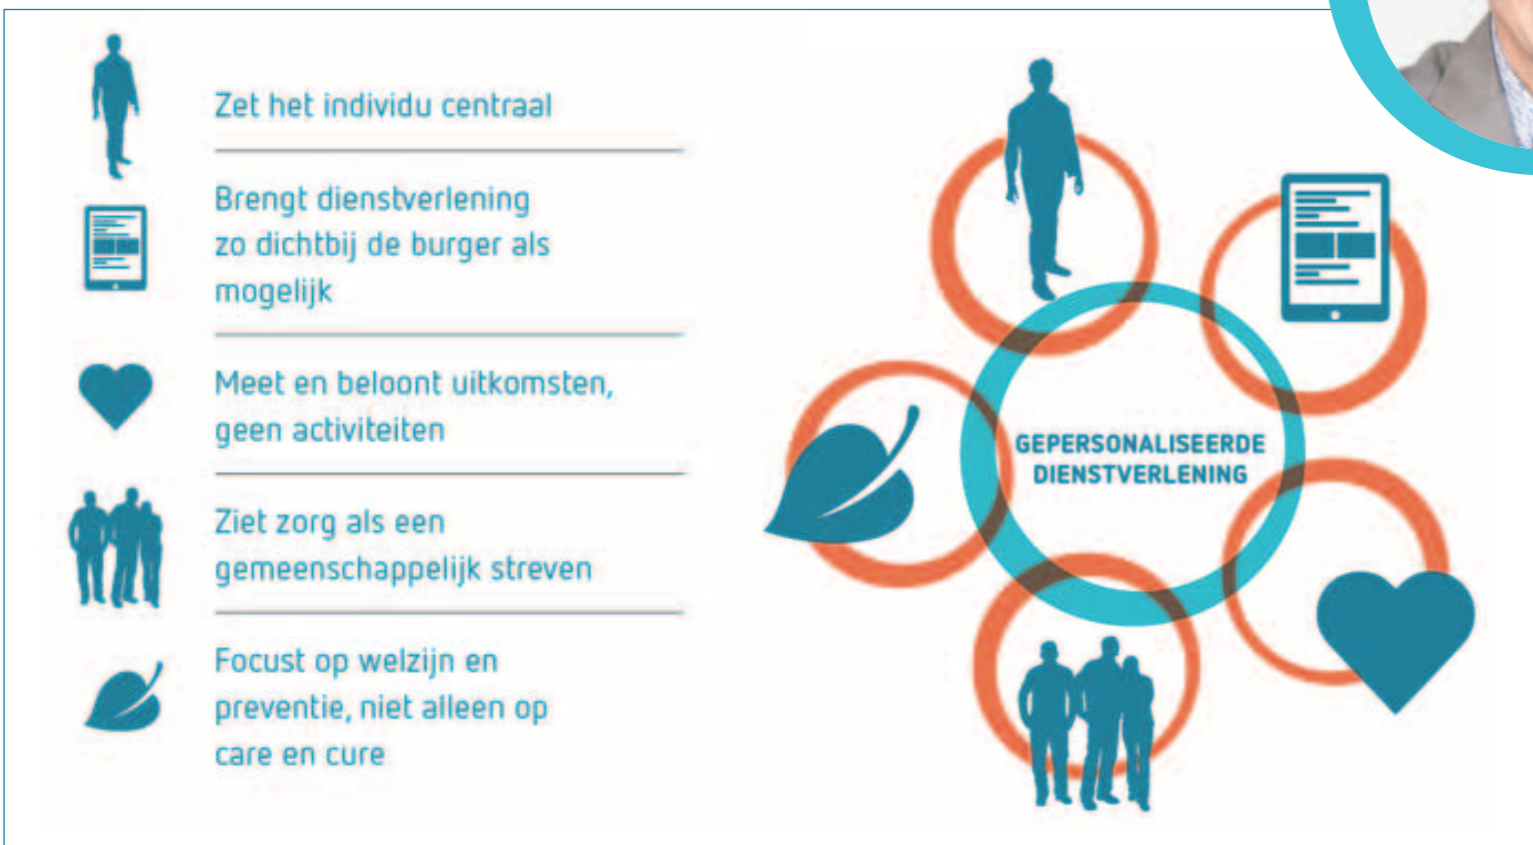 Zet het individu centraal
Brengt dienstverlening
zo dichtbij de burger als
mogelijk
Meet en beloont uitkomsten,
geen activiteiten
Ziet zorg als een
gemeenschappelijk streven
Focust op welzijn en
preventie, niet alleen op
care en cure
GEPERSONALISEERDE
DIENSTVERLENING